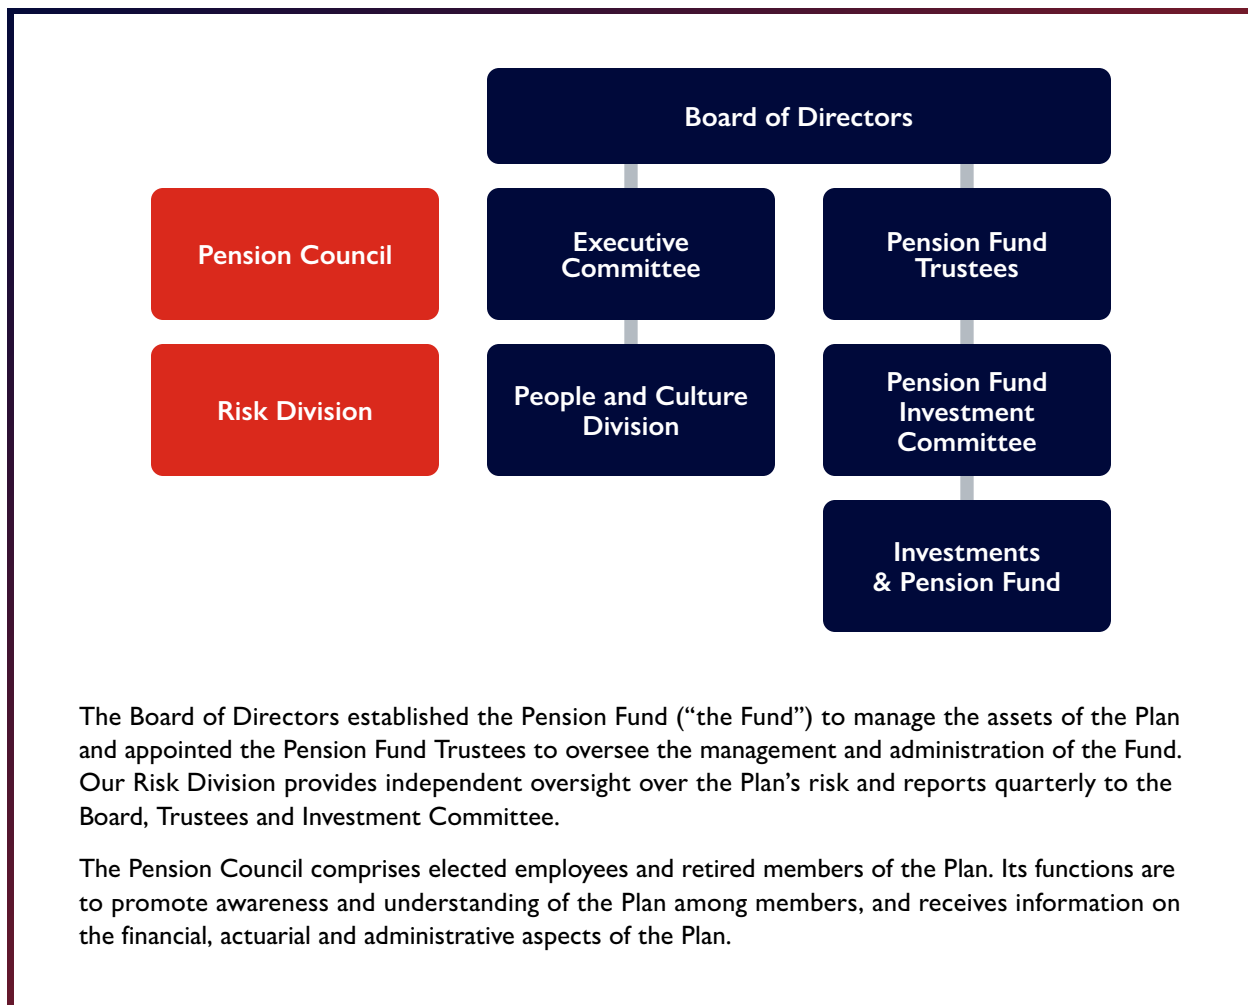 Board of Directors
Pension Council
Executive
Committee
Pension Fund
Trustees
Risk Division
People and Culture
Division
Pension Fund
Investment
Committee
Investments
& Pension Fund
The Board of Directors established the Pension Fund (“the Fund”) to manage the assets of the Plan
and appointed the Pension Fund Trustees to oversee the management and administration of the Fund.
Our Risk Division provides independent oversight over the Plan’s risk and reports quarterly to the
Board, Trustees and Investment Committee.
The Pension Council comprises elected employees and retired members of the Plan. Its functions are
to promote awareness and understanding of the Plan among members, and receives information on
the financial, actuarial and administrative aspects of the Plan.